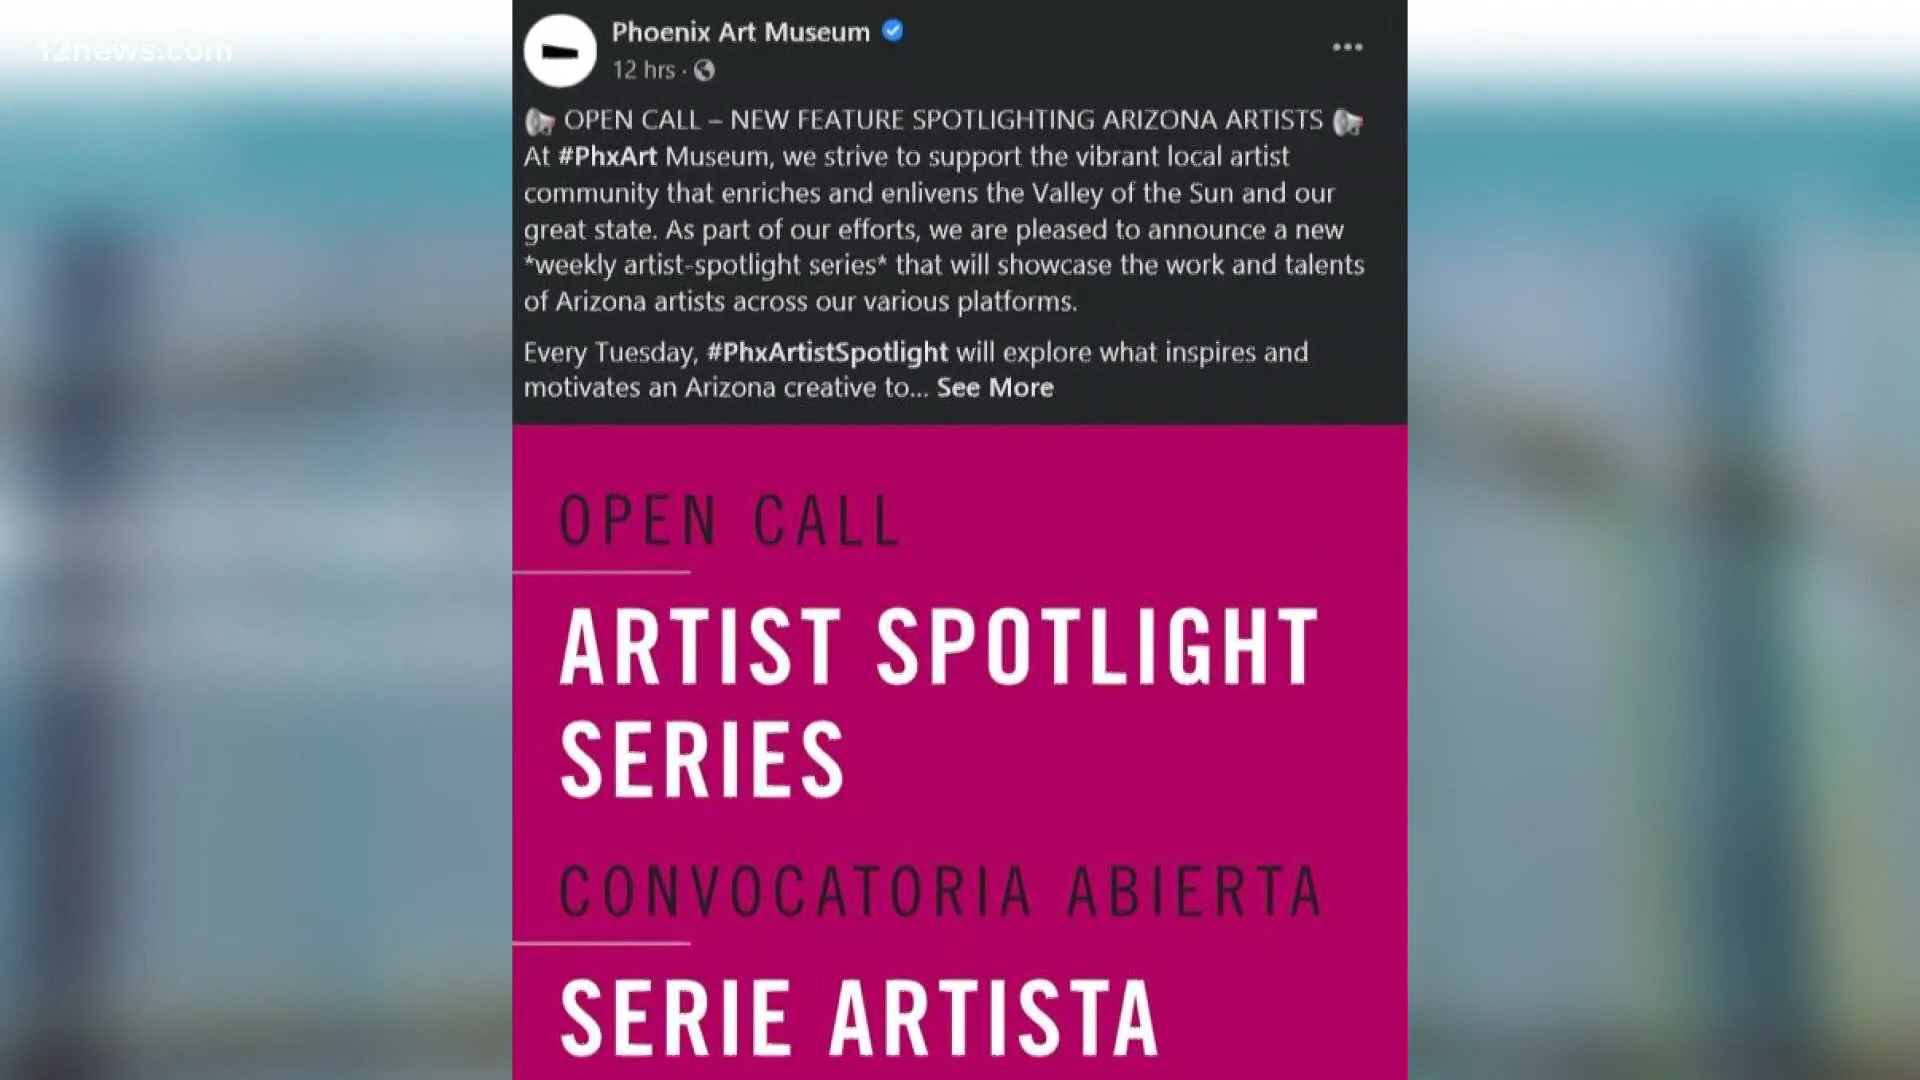 12news.com
Phoenix Art Museum
12 hrs ·
OPEN CALL – NEW FEATURE SPOTLIGHTING ARIZONA ARTISTS
At #PhxArt Museum, we strive to support the vibrant local artist
community that enriches and enlivens the Valley of the Sun and our
great state. As part of our efforts, we are pleased to announce a new
*weekly artist-spotlight series* that will showcase the work and talents
of Arizona artists across our various platforms.
Every Tuesday, #PhxArtistSpotlight will explore what inspires and
motivates an Arizona creative to... See More
OPEN CALL
ARTIST SPOTLIGHT
SERIES
CONVOCATORIA ABIERTA
SERIE ARTISTA